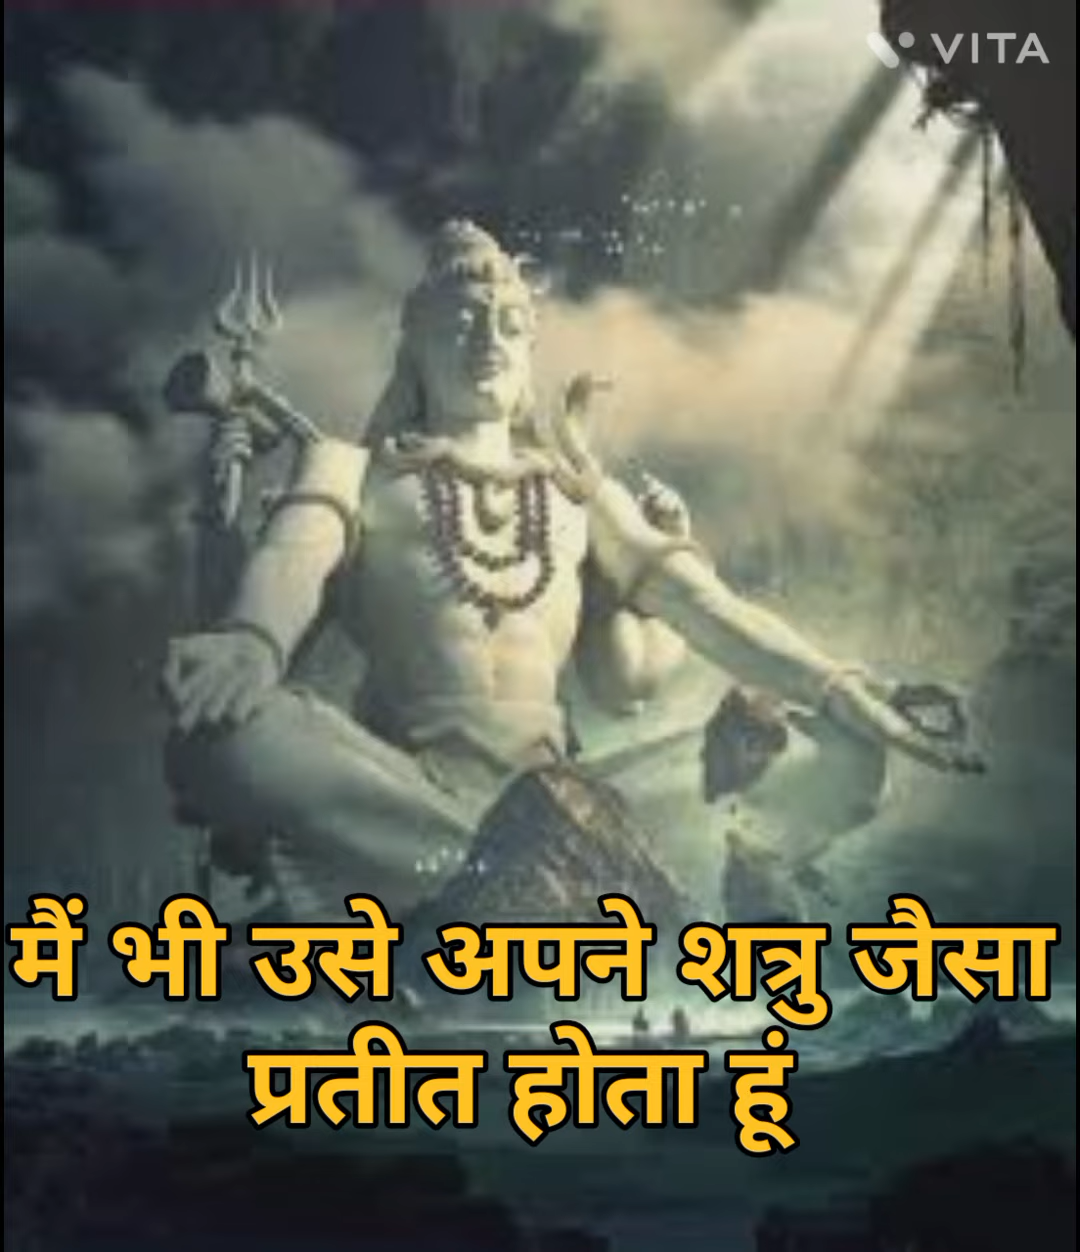 VITA
मैं भी उसे अपने शत्रु जैसा
प्रतीत होता हूं